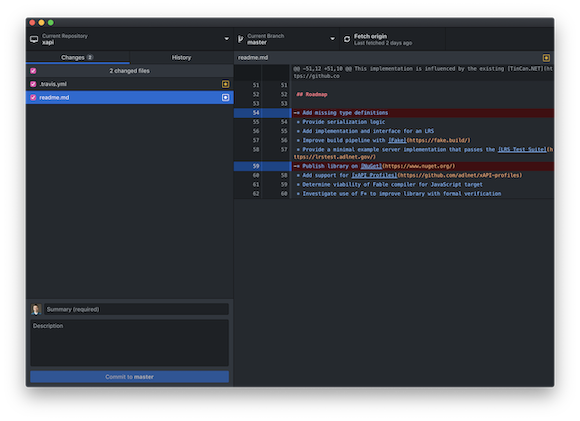 Current Repository
xapi
Current Branch
master
Fetch origin
Last fetched 2 days ago
Changes 2
History
readme.md
2 changed files
.travis.yml
readme.md
@@ -51,12 +51,10 @@ This implementation is influenced by the existing [TinCan.NET](ht
tps://github.co
51 51
52 52 ## Roadmap
53 53
54 -* Add missing type definitions
55 54 * Provide serialization logic
56 55 * Add implementation and interface for an LRS
57 56 * Improve build pipeline with [Fake](https://fake.build/)
58 57 * Provide a minimal example server implementation that passes the [LRS Test Suite](h
ttps://lrstest.adlnet.gov/)
59 -* Publish library on [NuGet](https://www.nuget.org/)
60 58 * Add support for [xAPI Profiles](https://github.com/adlnet/xAPI-profiles)
61 59 * Determine viability of Fable compiler for JavaScript target
62 60 * Investigate use of F* to improve library with formal verification
Summary (required)
Description
Commit to master